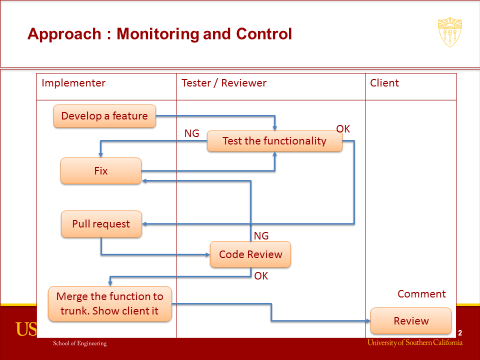 Approach : Monitoring and Control
Implementer
Tester / Reviewer
Client
Develop a feature
NG
OK
Test the functionality
Fix
Pull request
NG
Code Review
OK
Merge the function to
trunk. Show client it
Comment
Review
2
School of Engineering
University of Southern California